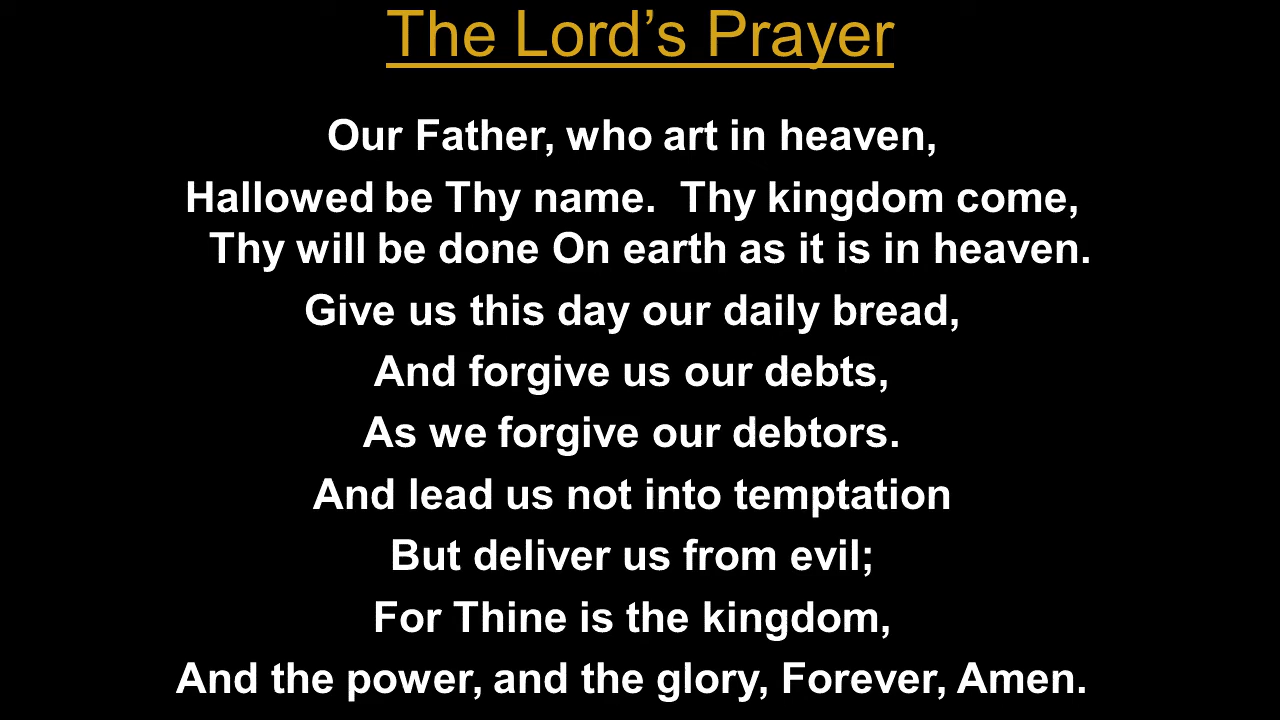 The Lord’s Prayer
Our Father, who art in heaven,
Hallowed be Thy name.  Thy kingdom come,
Thy will be done On earth as it is in heaven.
Give us this day our daily bread,
And forgive us our debts,
As we forgive our debtors.
And lead us not into temptation
But deliver us from evil;
For Thine is the kingdom,
And the power, and the glory, Forever, Amen.